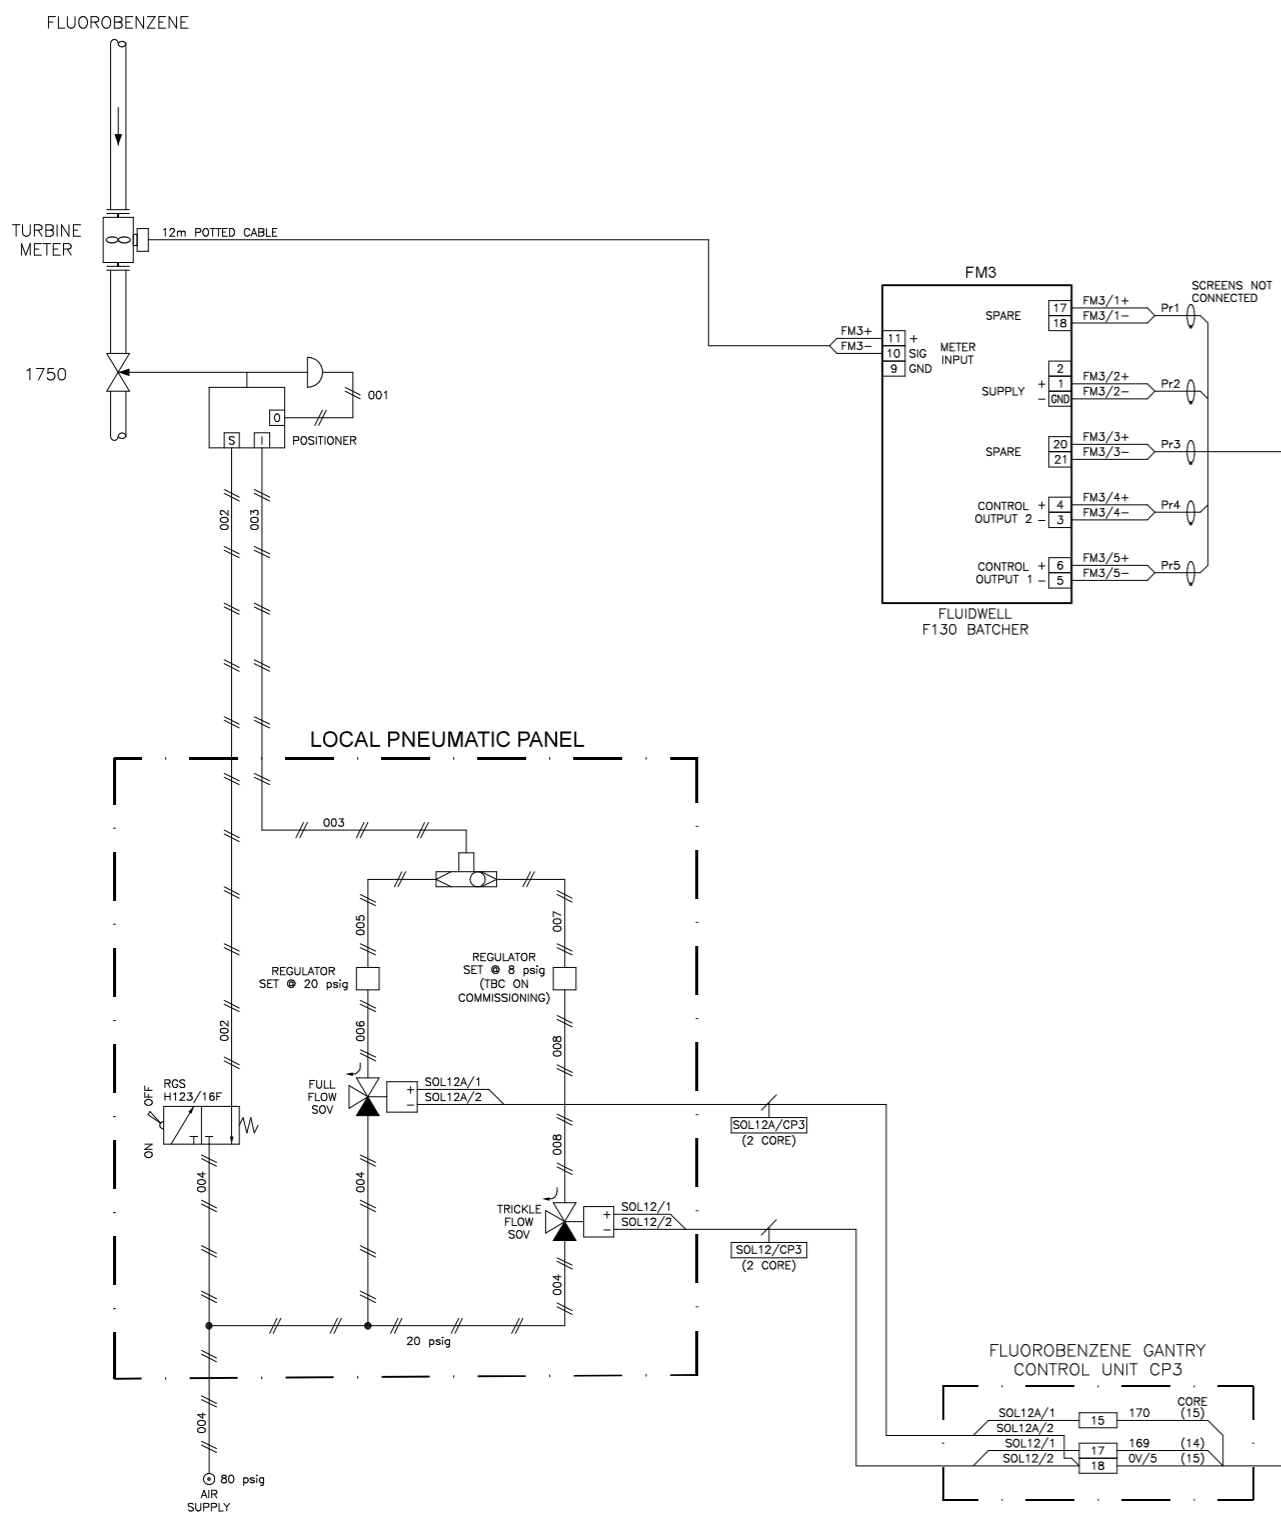 FLUOROBENZENE
TURBINE
METER
12m POTTED CABLE
1750
001
O
S
I
POSITIONER
002
003
FM3
SCREENS NOT
CONNECTED
FM3+
FM3-
11
+
10
SIG
9
GND
METER
INPUT
SPARE
17
18
FM3/1+
FM3/1-
Pr1
2
SUPPLY
+
1
-
GND
FM3/2+
FM3/2-
Pr2
SPARE
20
21
FM3/3+
FM3/3-
Pr3
CONTROL
OUTPUT 2
+
4
-
3
FM3/4+
FM3/4-
Pr4
CONTROL
OUTPUT 1
+
6
-
5
FM3/5+
FM3/5-
Pr5
FLUIDWELL
F130 BATCHER
LOCAL PNEUMATIC PANEL
003
005
007
REGULATOR
SET @ 20 psig
REGULATOR
SET @ 8 psig
(TBC ON
COMMISSIONING)
002
006
008
RGS
H123/16F
OFF
ON
FULL
FLOW
SOV
+
-
SOL12A/1
SOL12A/2
SOL12A/CP3
(2 CORE)
004
004
008
TRICKLE
FLOW
SOV
+
-
SOL12/1
SOL12/2
SOL12/CP3
(2 CORE)
004
20 psig
004
80 psig
AIR
SUPPLY
FLUOROBENZENE GANTRY
CONTROL UNIT CP3
CORE
SOL12A/1
15
170
(15)
SOL12A/2
SOL12/1
17
169
(14)
SOL12/2
18
0V/5
(15)